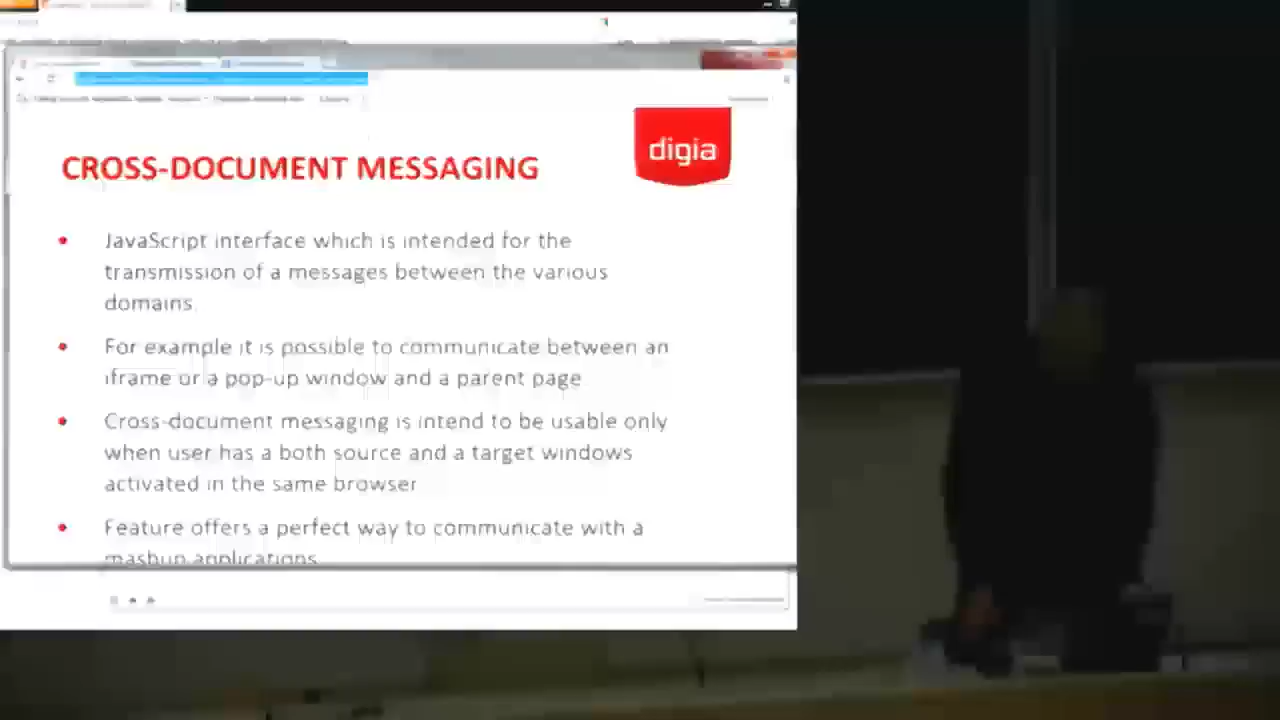 digia
CROSS-DOCUMENT MESSAGING
JavaScript interface which is intended for the
transmission of a messages between the various
domains.
For example it is possible to communicate between an
iframe or a pop-up window and a parent page
Cross-document messaging is intend to be usable only
when user has a both source and a target windows
activated in the same browser
Feature offers a perfect way to communicate with a
mashup applications